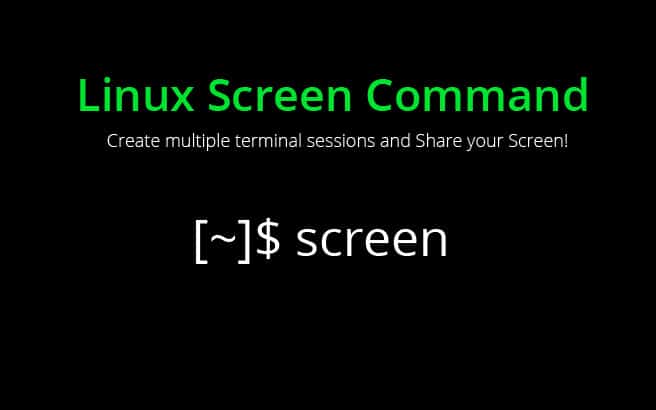 Linux Screen Command
Create multiple terminal sessions and Share your Screen!
[~]$ screen